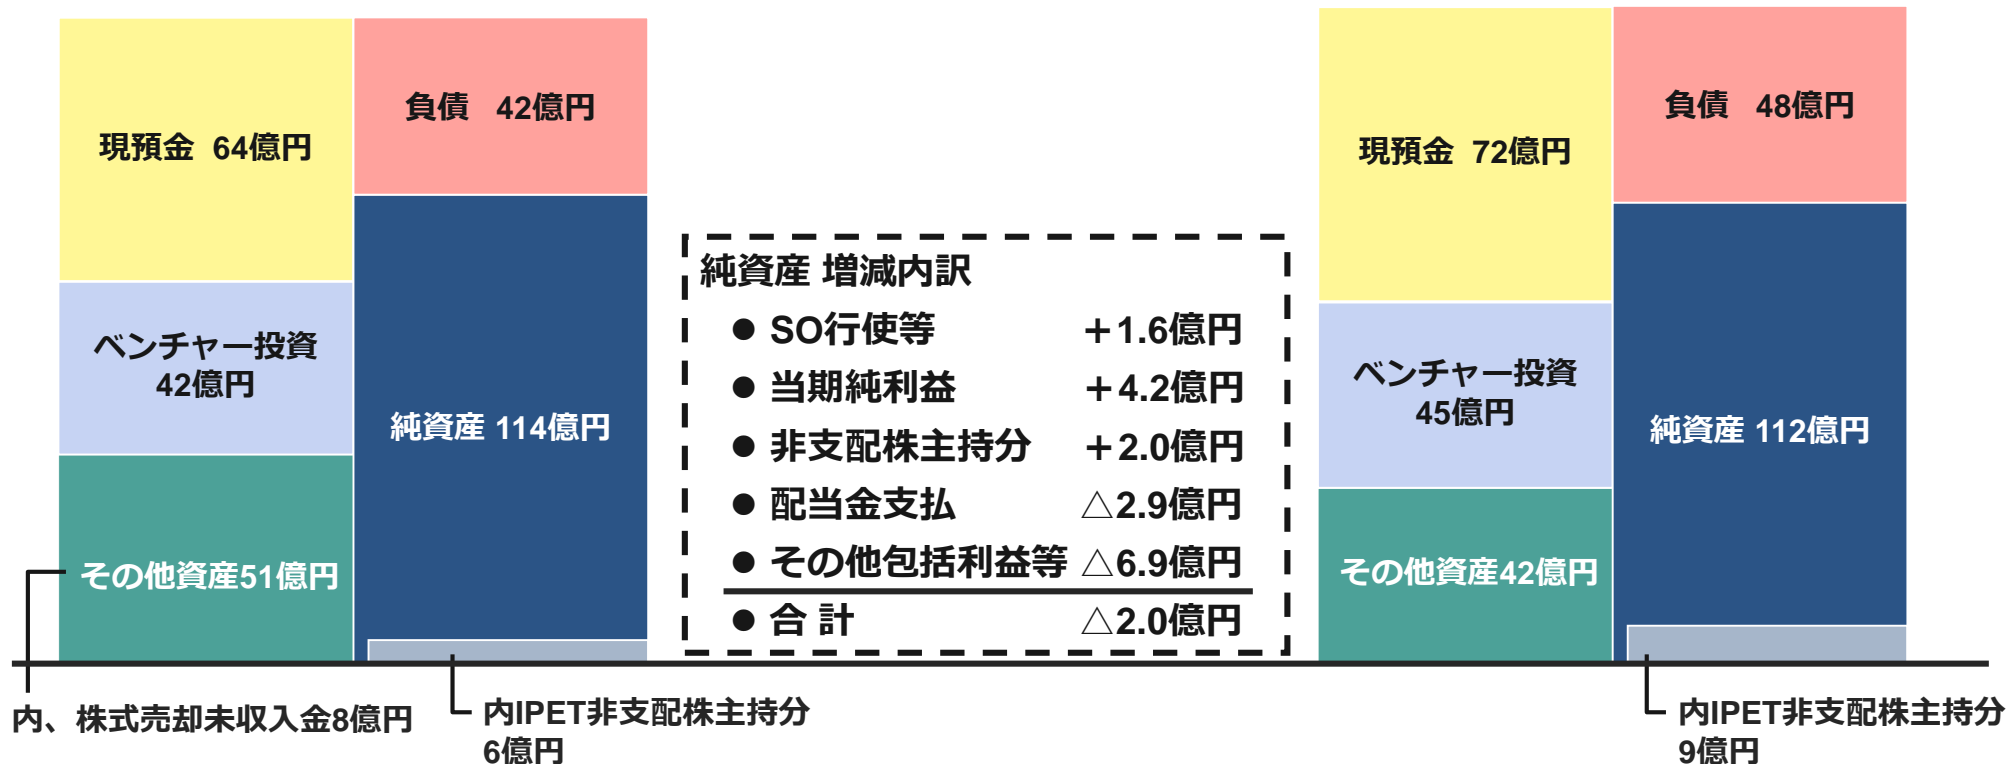 現預金 64億円
負債 42億円
ベンチャー投資
42億円
純資産 114億円
その他資産51億円
内、株式売却未収入金8億円
内IPET非支配株主持分
6億円
純資産 増減内訳
● SO行使等 +1.6億円
● 当期純利益 +4.2億円
● 非支配株主持分 +2.0億円
● 配当金支払 △2.9億円
● その他包括利益等 △6.9億円
● 合 計 △2.0億円
現預金 72億円
負債 48億円
ベンチャー投資
45億円
純資産 112億円
その他資産42億円
内IPET非支配株主持分
9億円